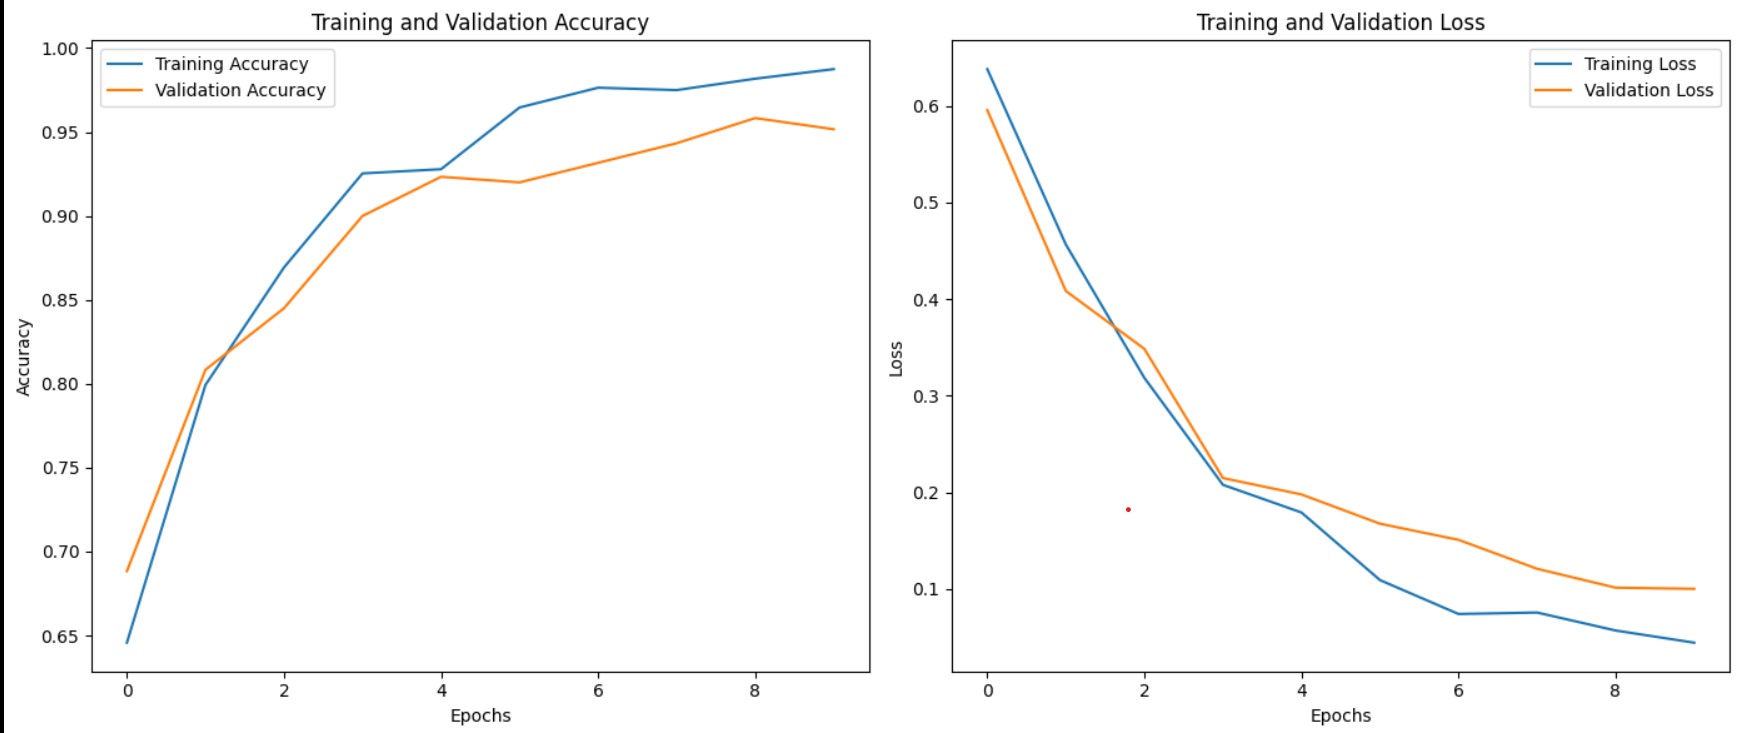 Training and Validation Accuracy
1.00
Training Accuracy
Validation Accuracy
0.95
0.90
0.85
0.80
0.75
0.70
0.65
Accuracy
0 2 4 6 8
Epochs
Training and Validation Loss
Training Loss
Validation Loss
0.6
0.5
0.4
0.3
0.2
0.1
Loss
0 2 4 6 8
Epochs